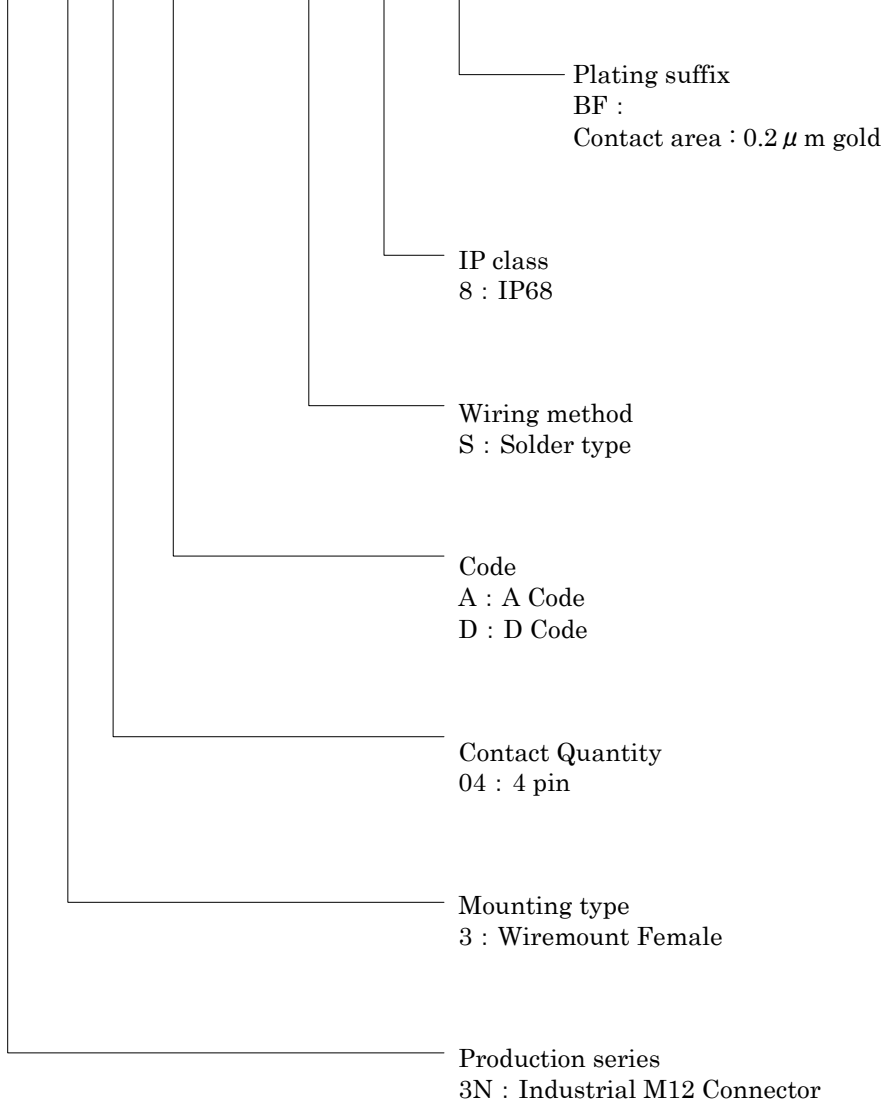 Plating suffix
BF :
Contact area : 0.2 μ m gold
IP class
8 : IP68
Wiring method
S : Solder type
Code
A : A Code
D : D Code
Contact Quantity
04 : 4 pin
Mounting type
3 : Wiremount Female
Production series
3N : Industrial M12 Connector